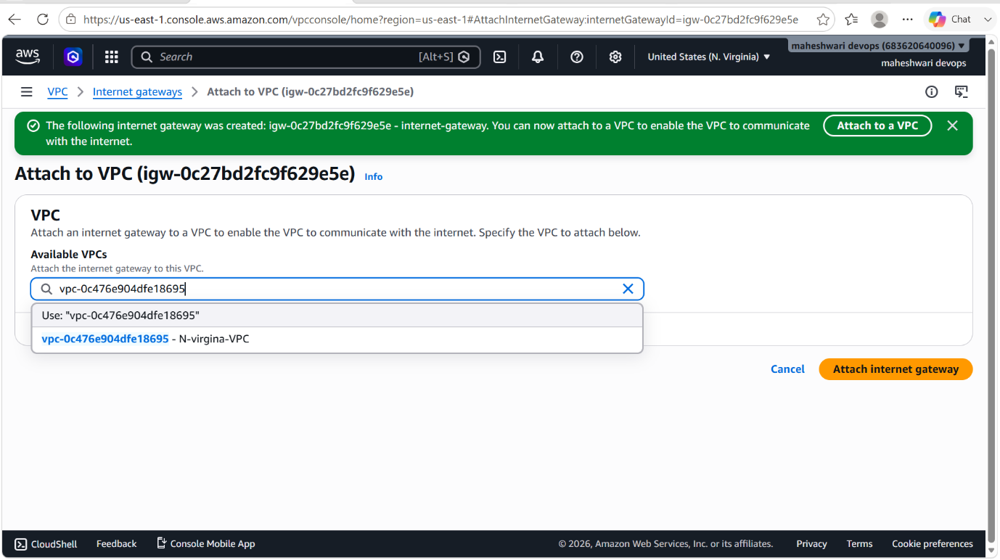 https://us-east-1.console.aws.amazon.com/vpcconsole/home?region=us-east-1#AttachInternetGateway:internetGatewayId=igw-0c27bd2fc9f629e5e
Chat
aws
Search
[Alt+S]
United States (N. Virginia)
maheshwari devops (683620640096)
maheshwari devops
VPC
Internet gateways
Attach to VPC (igw-0c27bd2fc9f629e5e)
The following internet gateway was created: igw-0c27bd2fc9f629e5e - internet-gateway. You can now attach to a VPC to enable the VPC to communicate
with the internet.
Attach to a VPC
Attach to VPC (igw-0c27bd2fc9f629e5e)
Info
VPC
Attach an internet gateway to a VPC to enable the VPC to communicate with the internet. Specify the VPC to attach below.
Available VPCs
Attach the internet gateway to this VPC.
vpc-0c476e904dfe18695
Use: "vpc-0c476e904dfe18695"
vpc-0c476e904dfe18695 - N-virgina-VPC
Cancel
Attach internet gateway
CloudShell
Feedback
Console Mobile App
© 2026, Amazon Web Services, Inc. or its affiliates.
Privacy
Terms
Cookie preferences